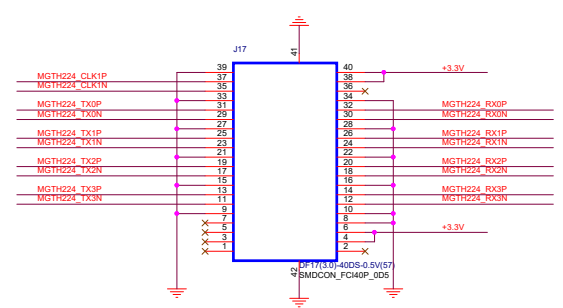 41
J17
39 40
+3.3V
MGTH224_CLK1P 37 38
MGTH224_CLK1N 35 36
33 34
MGTH224_TX0P 31 32 MGTH224_RX0P
MGTH224_TX0N 29 30 MGTH224_RX0N
27 28
MGTH224_TX1P 25 26 MGTH224_RX1P
MGTH224_TX1N 23 24 MGTH224_RX1N
21 22
MGTH224_TX2P 19 20 MGTH224_RX2P
MGTH224_TX2N 17 18 MGTH224_RX2N
15 16
MGTH224_TX3P 13 14 MGTH224_RX3P
MGTH224_TX3N 11 12 MGTH224_RX3N
9 10
7 8
5 6 +3.3V
3 4
1 2
DF17(3.0)-40DS-0.5V(57)
42 SMDCON_FCI40P_0D5